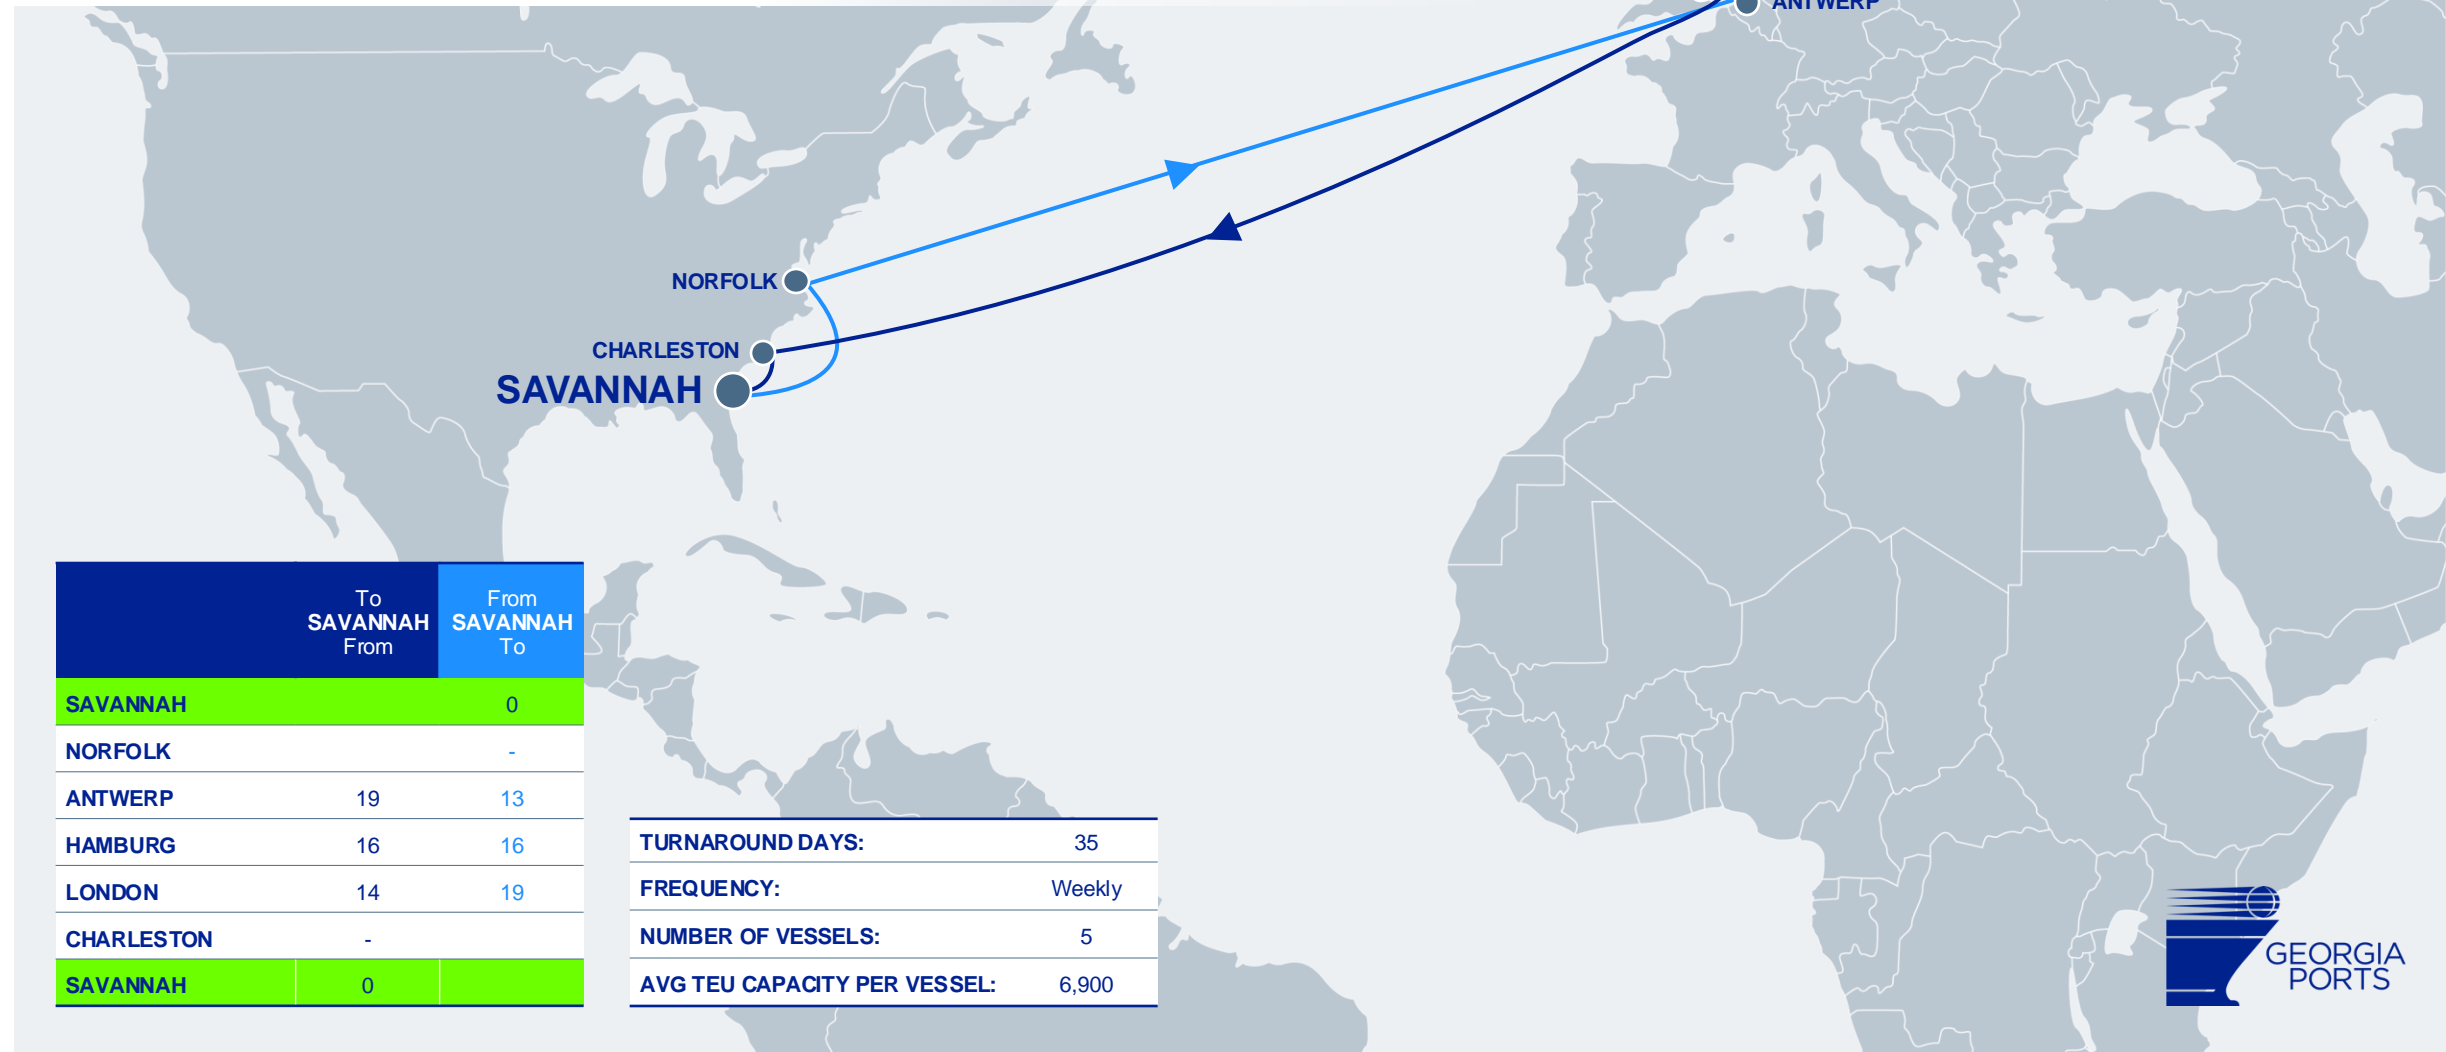 ANTWERP
NORFOLK
CHARLESTON
SAVANNAH
To SAVANNAH From
From SAVANNAH To
SAVANNAH 0
NORFOLK -
ANTWERP 19 13
HAMBURG 16 16
LONDON 14 19
CHARLESTON -
SAVANNAH 0
TURNAROUND DAYS: 35
FREQUENCY: Weekly
NUMBER OF VESSELS: 5
AVG TEU CAPACITY PER VESSEL: 6,900
GEORGIA
PORTS